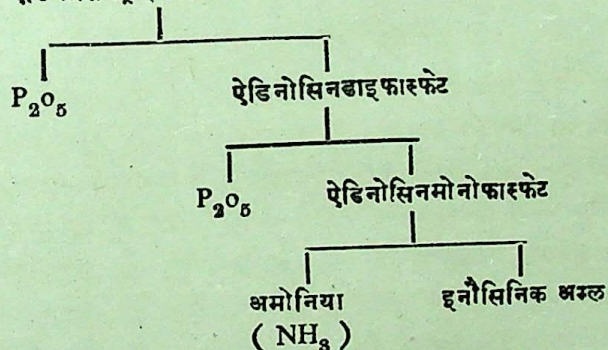 P₂O₅
ऐडिनोसिनडाइफास्फेट
P₂O₅
ऐडिनोसिनमोनोफास्फेट
अमोनिया
इनौसिनिक अम्ल
( NH₃ )